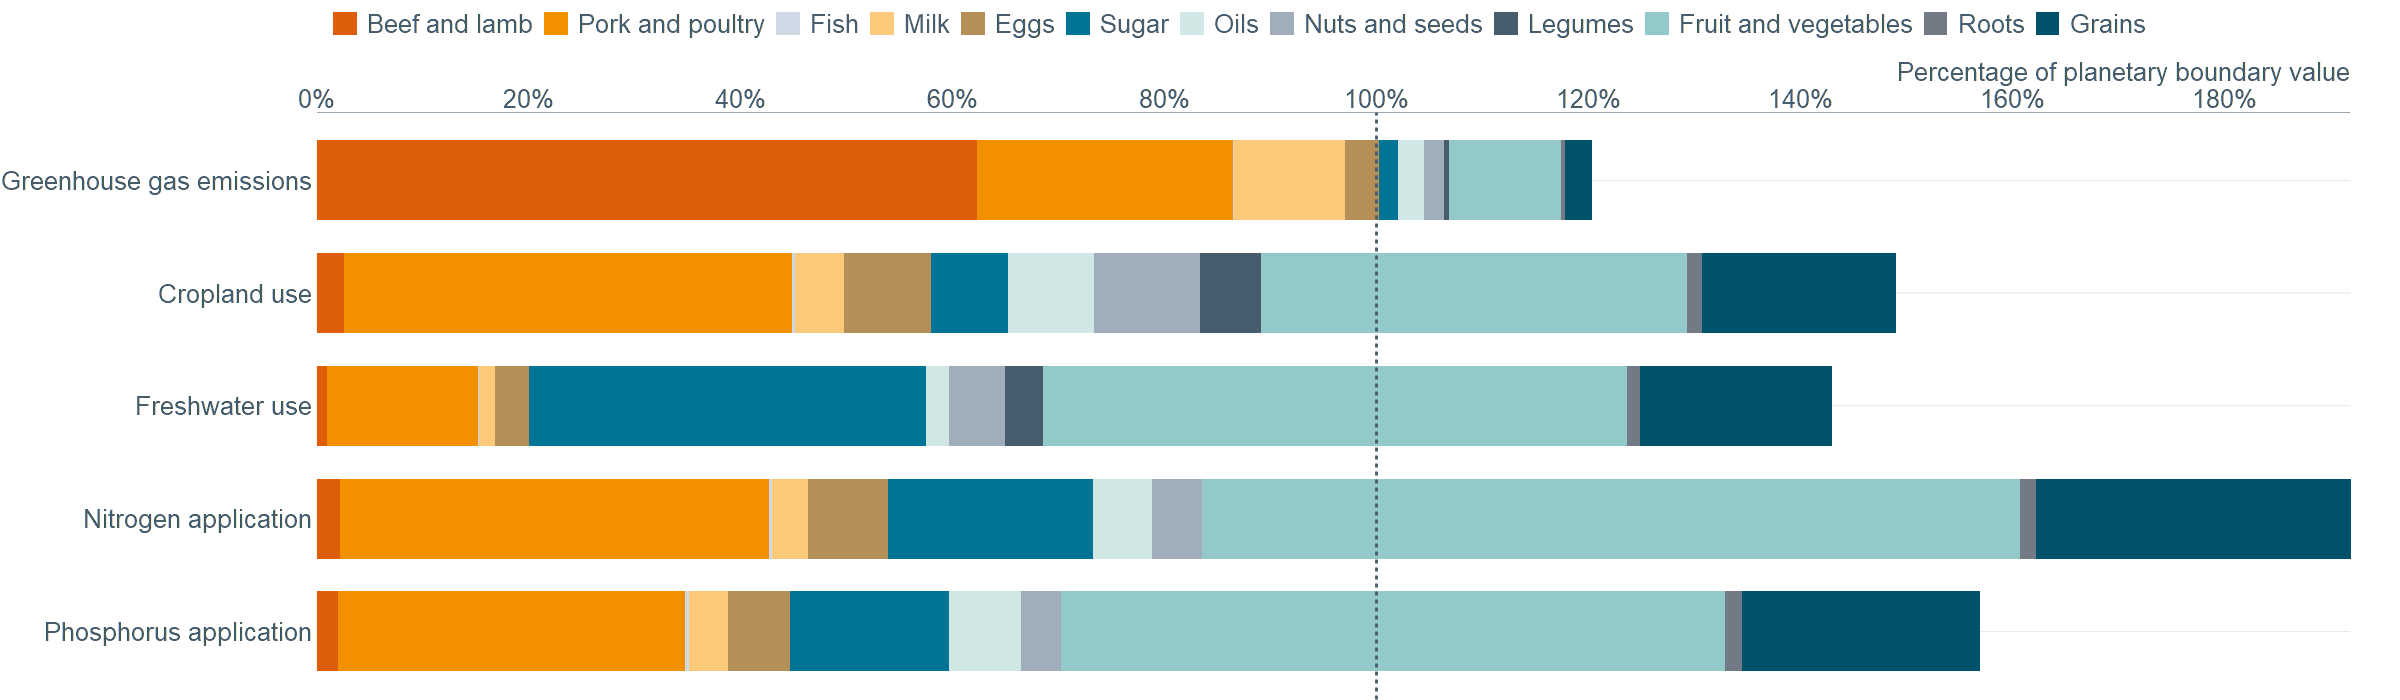 Beef and lamb Pork and poultry Fish Milk Eggs Sugar Oils Nuts and seeds Legumes Fruit and vegetables Roots Grains
Percentage of planetary boundary value
0% 20% 40% 60% 80% 100% 120% 140% 160% 180%
Greenhouse gas emissions
Cropland use
Freshwater use
Nitrogen application
Phosphorus application